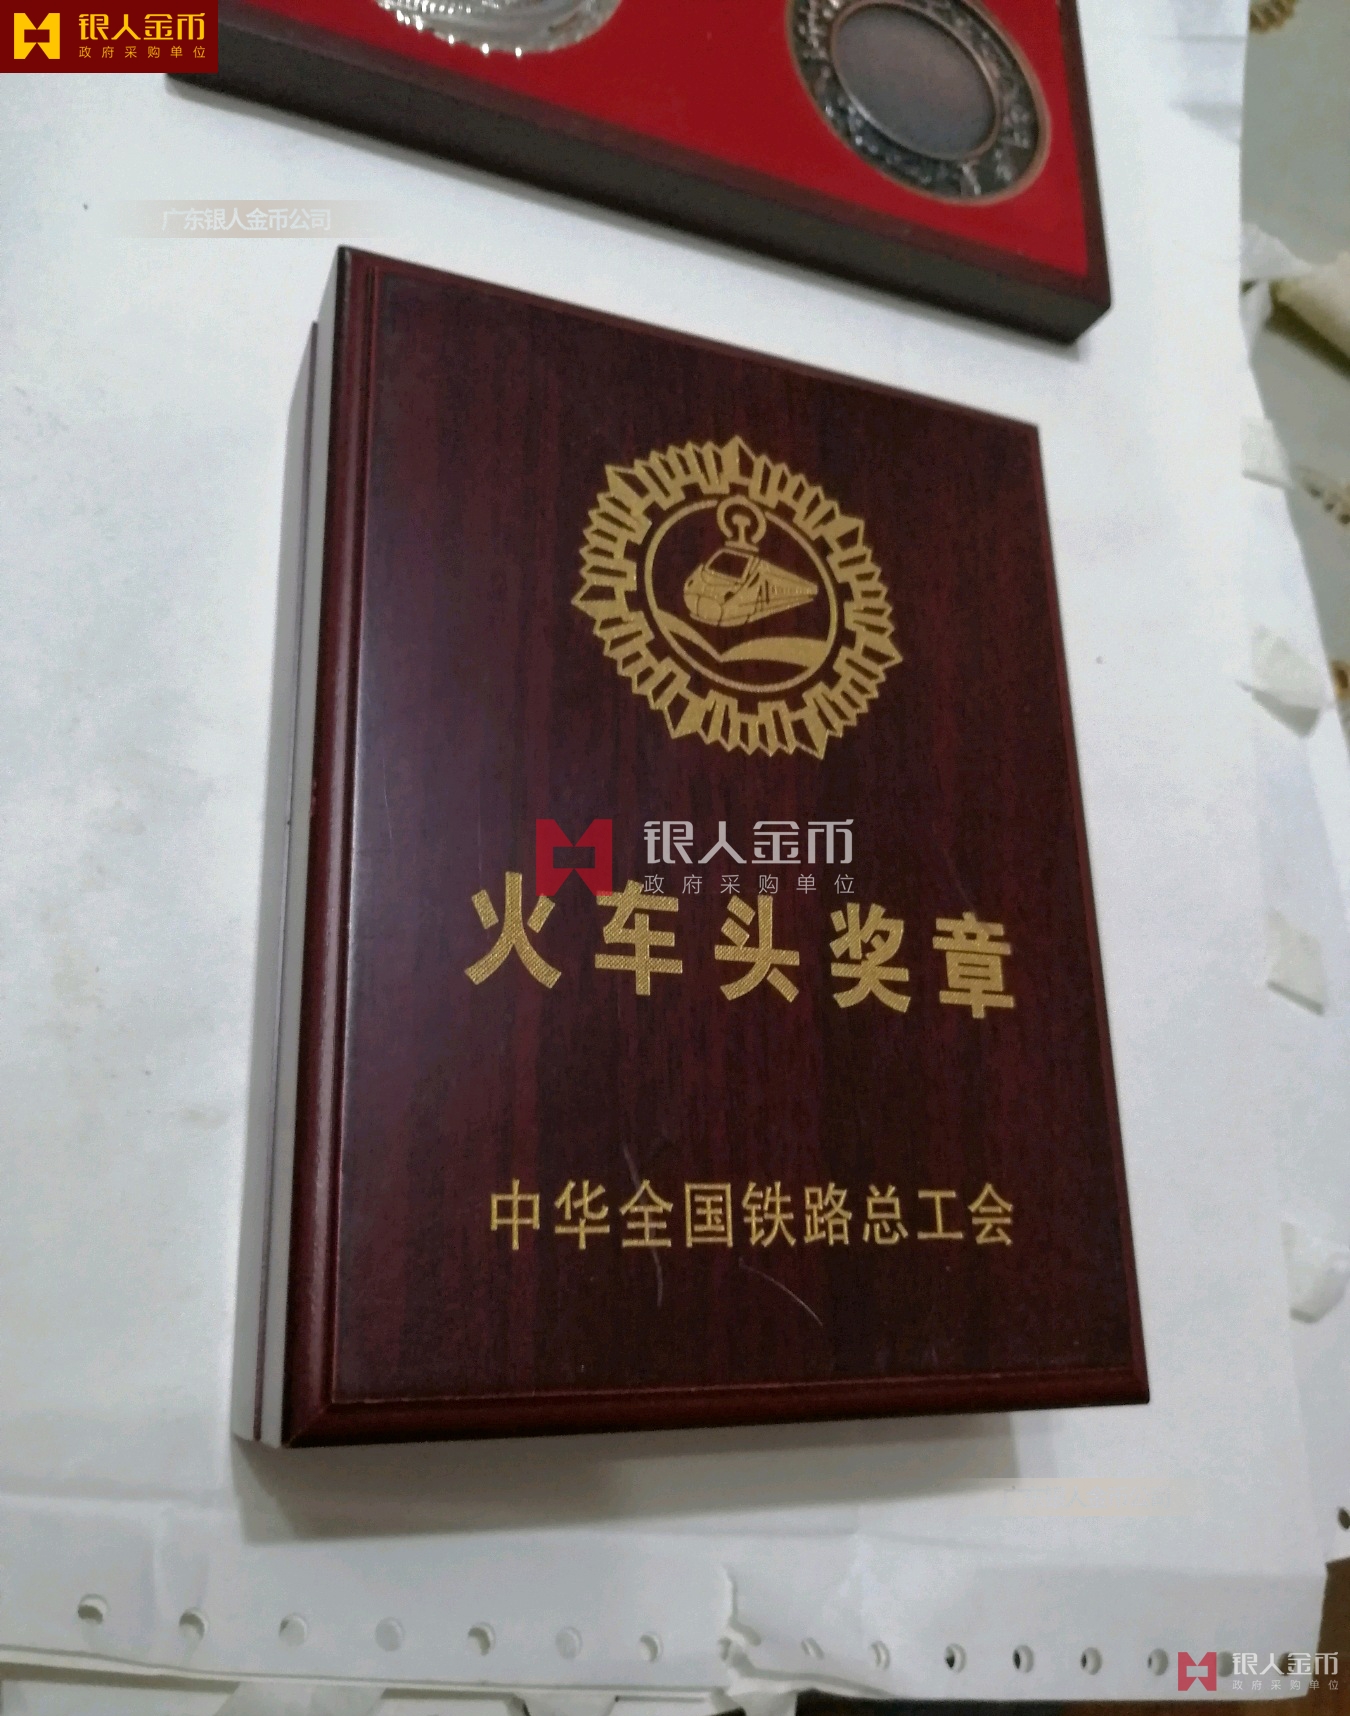 银人金币
政府采购单位
广东银人金币公司
银人金币
政府采购单位
火车头奖章
中华全国铁路总工会
银人金币
政府采购单位